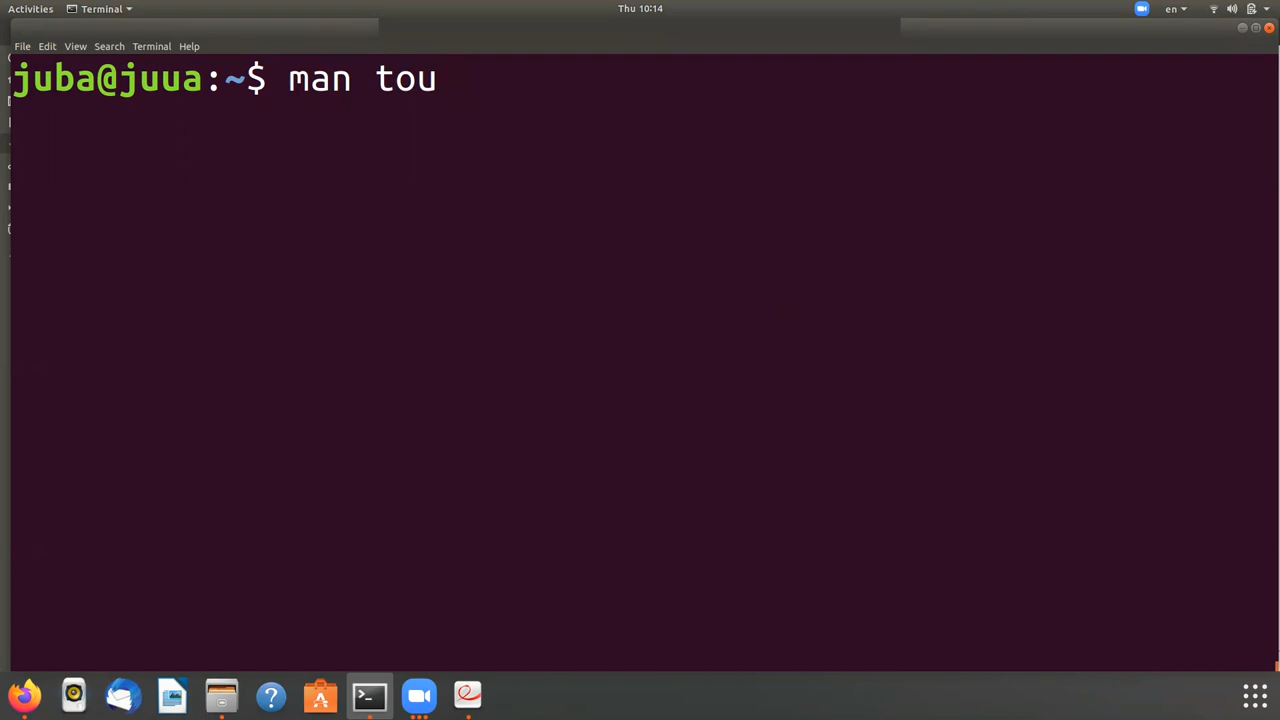 Activities Terminal Thu 10:14 en
File Edit View Search Terminal Help
juba@juua:~$ man tou